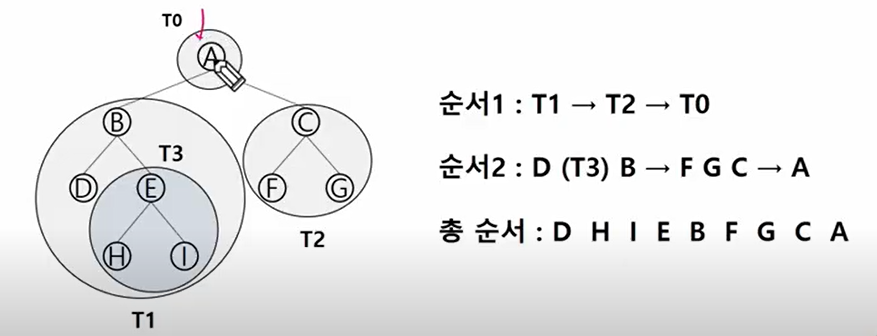 T0
A
B
C
T3
D
E
F
G
H
I
T2
T1
순서1 : T1 → T2 → T0
순서2 : D (T3) B → F G C → A
총 순서 : D H I E B F G C A